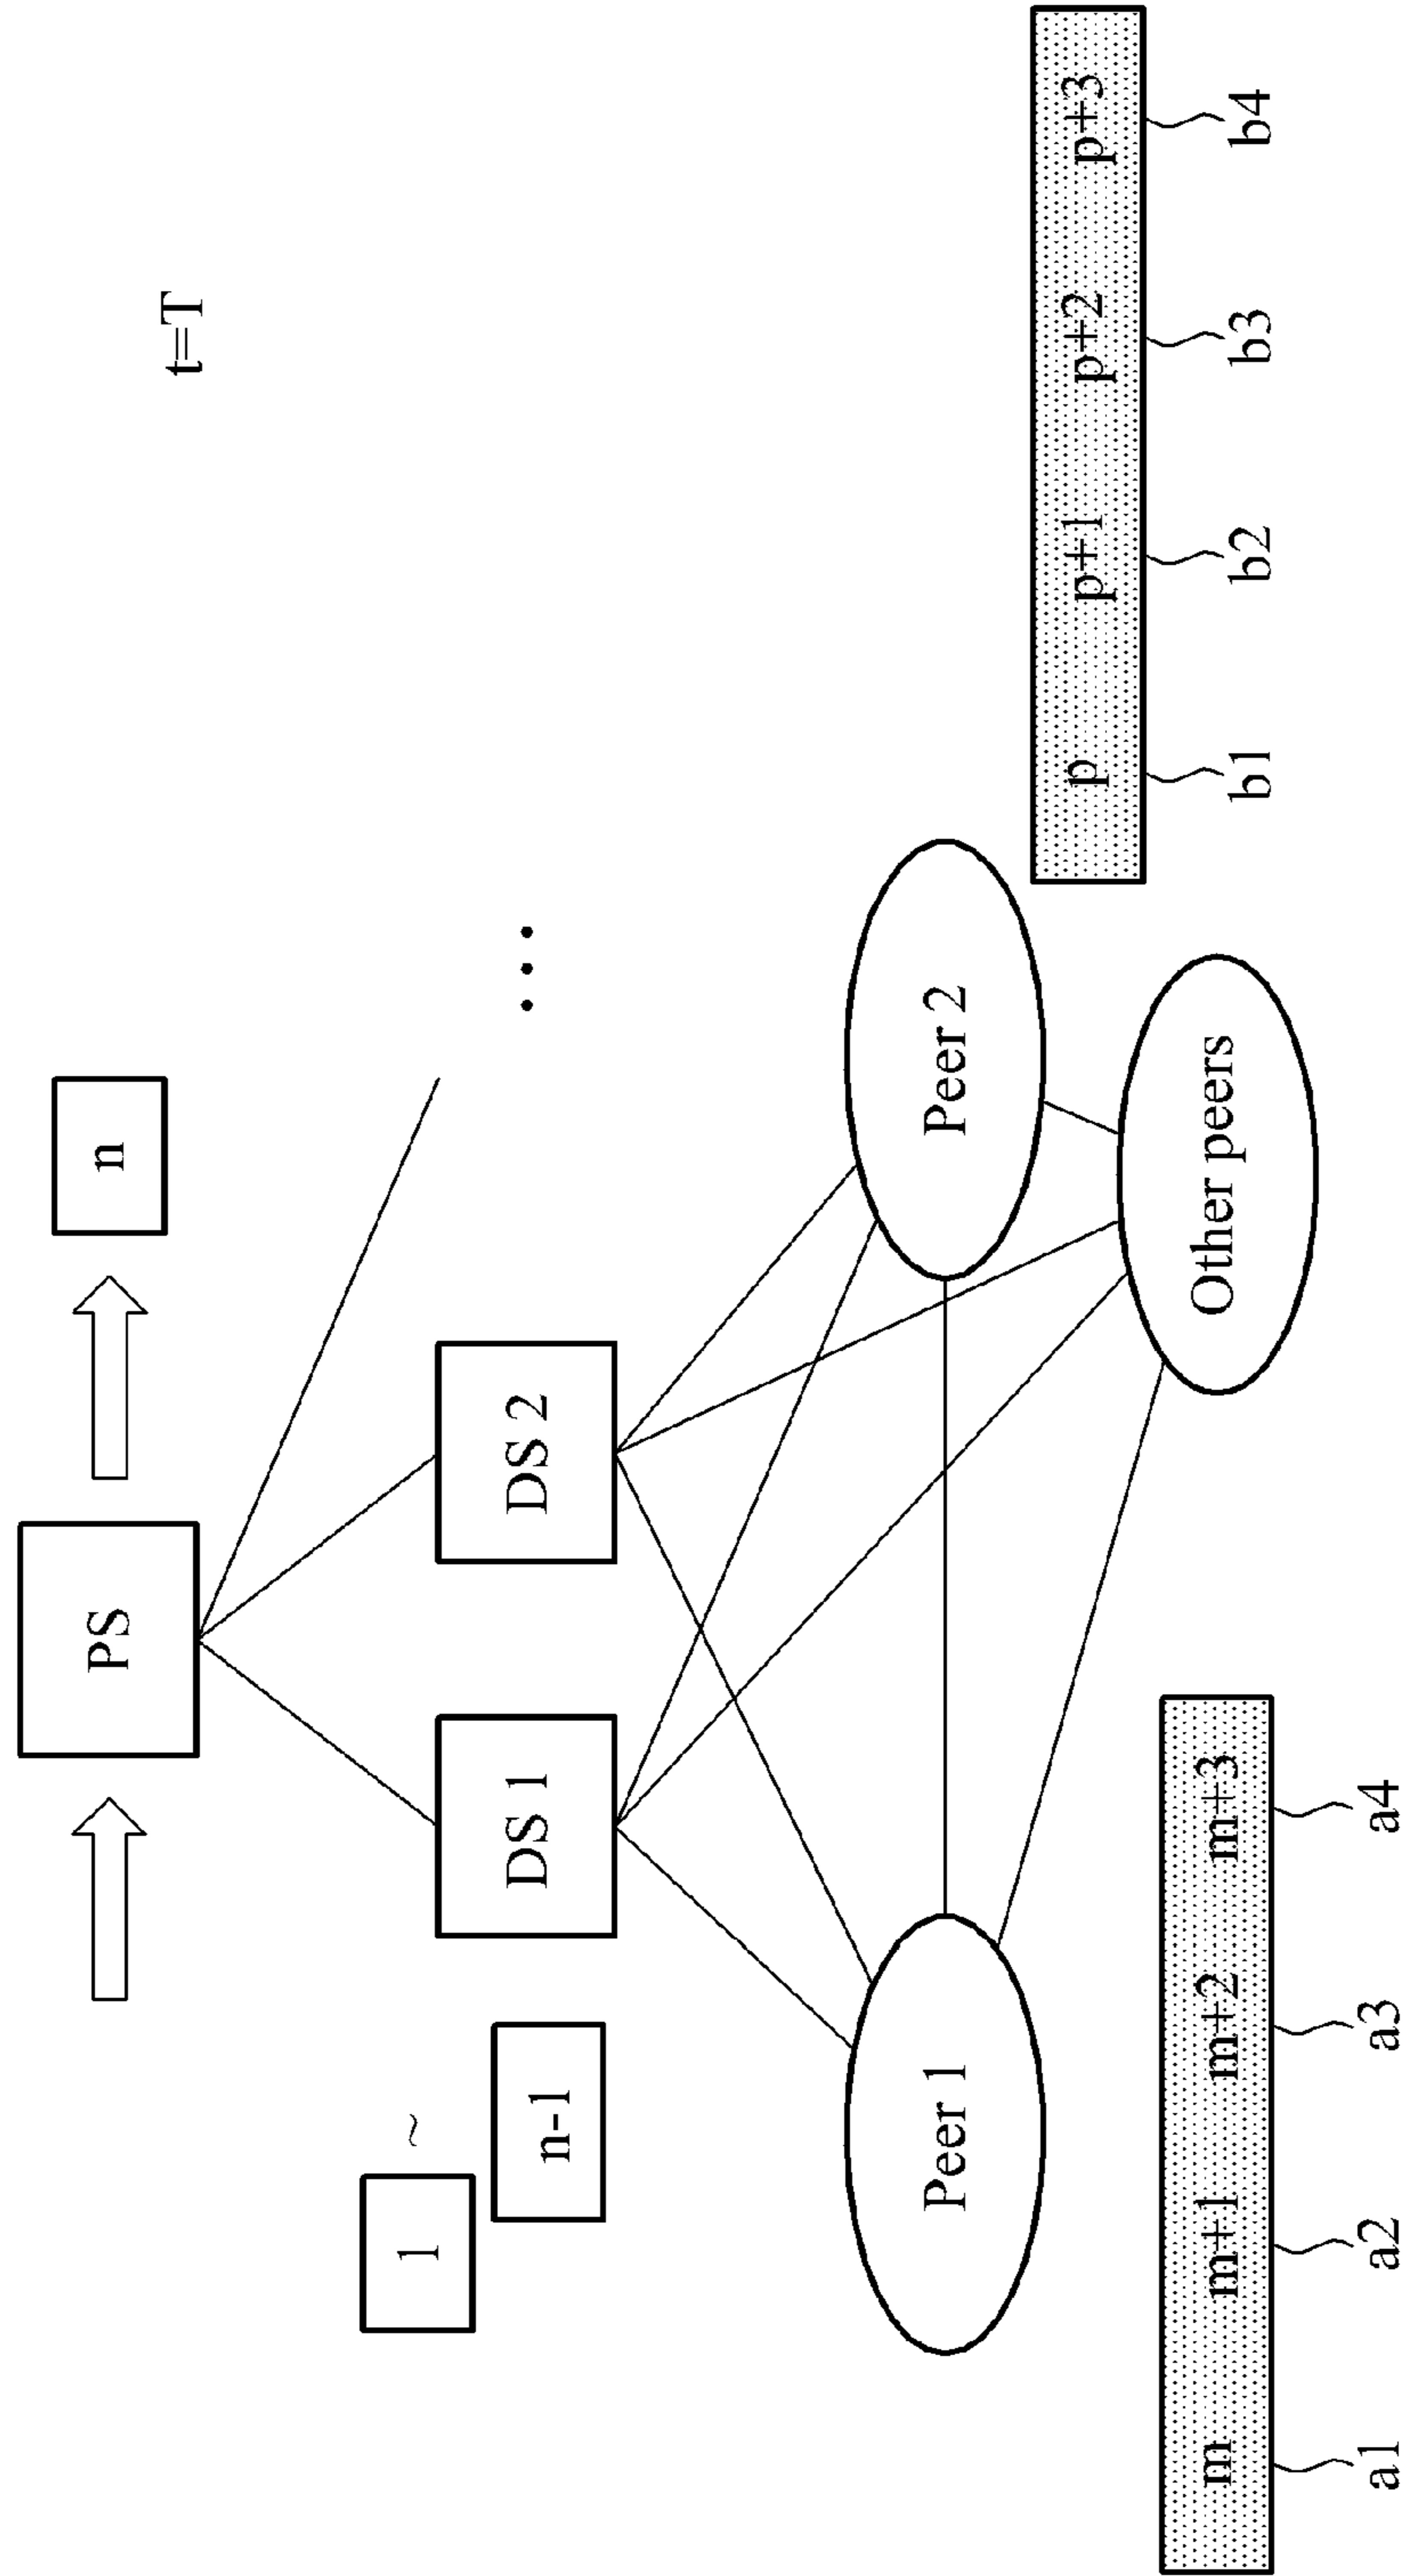 t=T
PS
n
1
~
n-1
DS 1
DS 2
...
Peer 1
Peer 2
Other peers
p
p+1
p+2
p+3
b1
b2
b3
b4
m
m+1
m+2
m+3
a1
a2
a3
a4